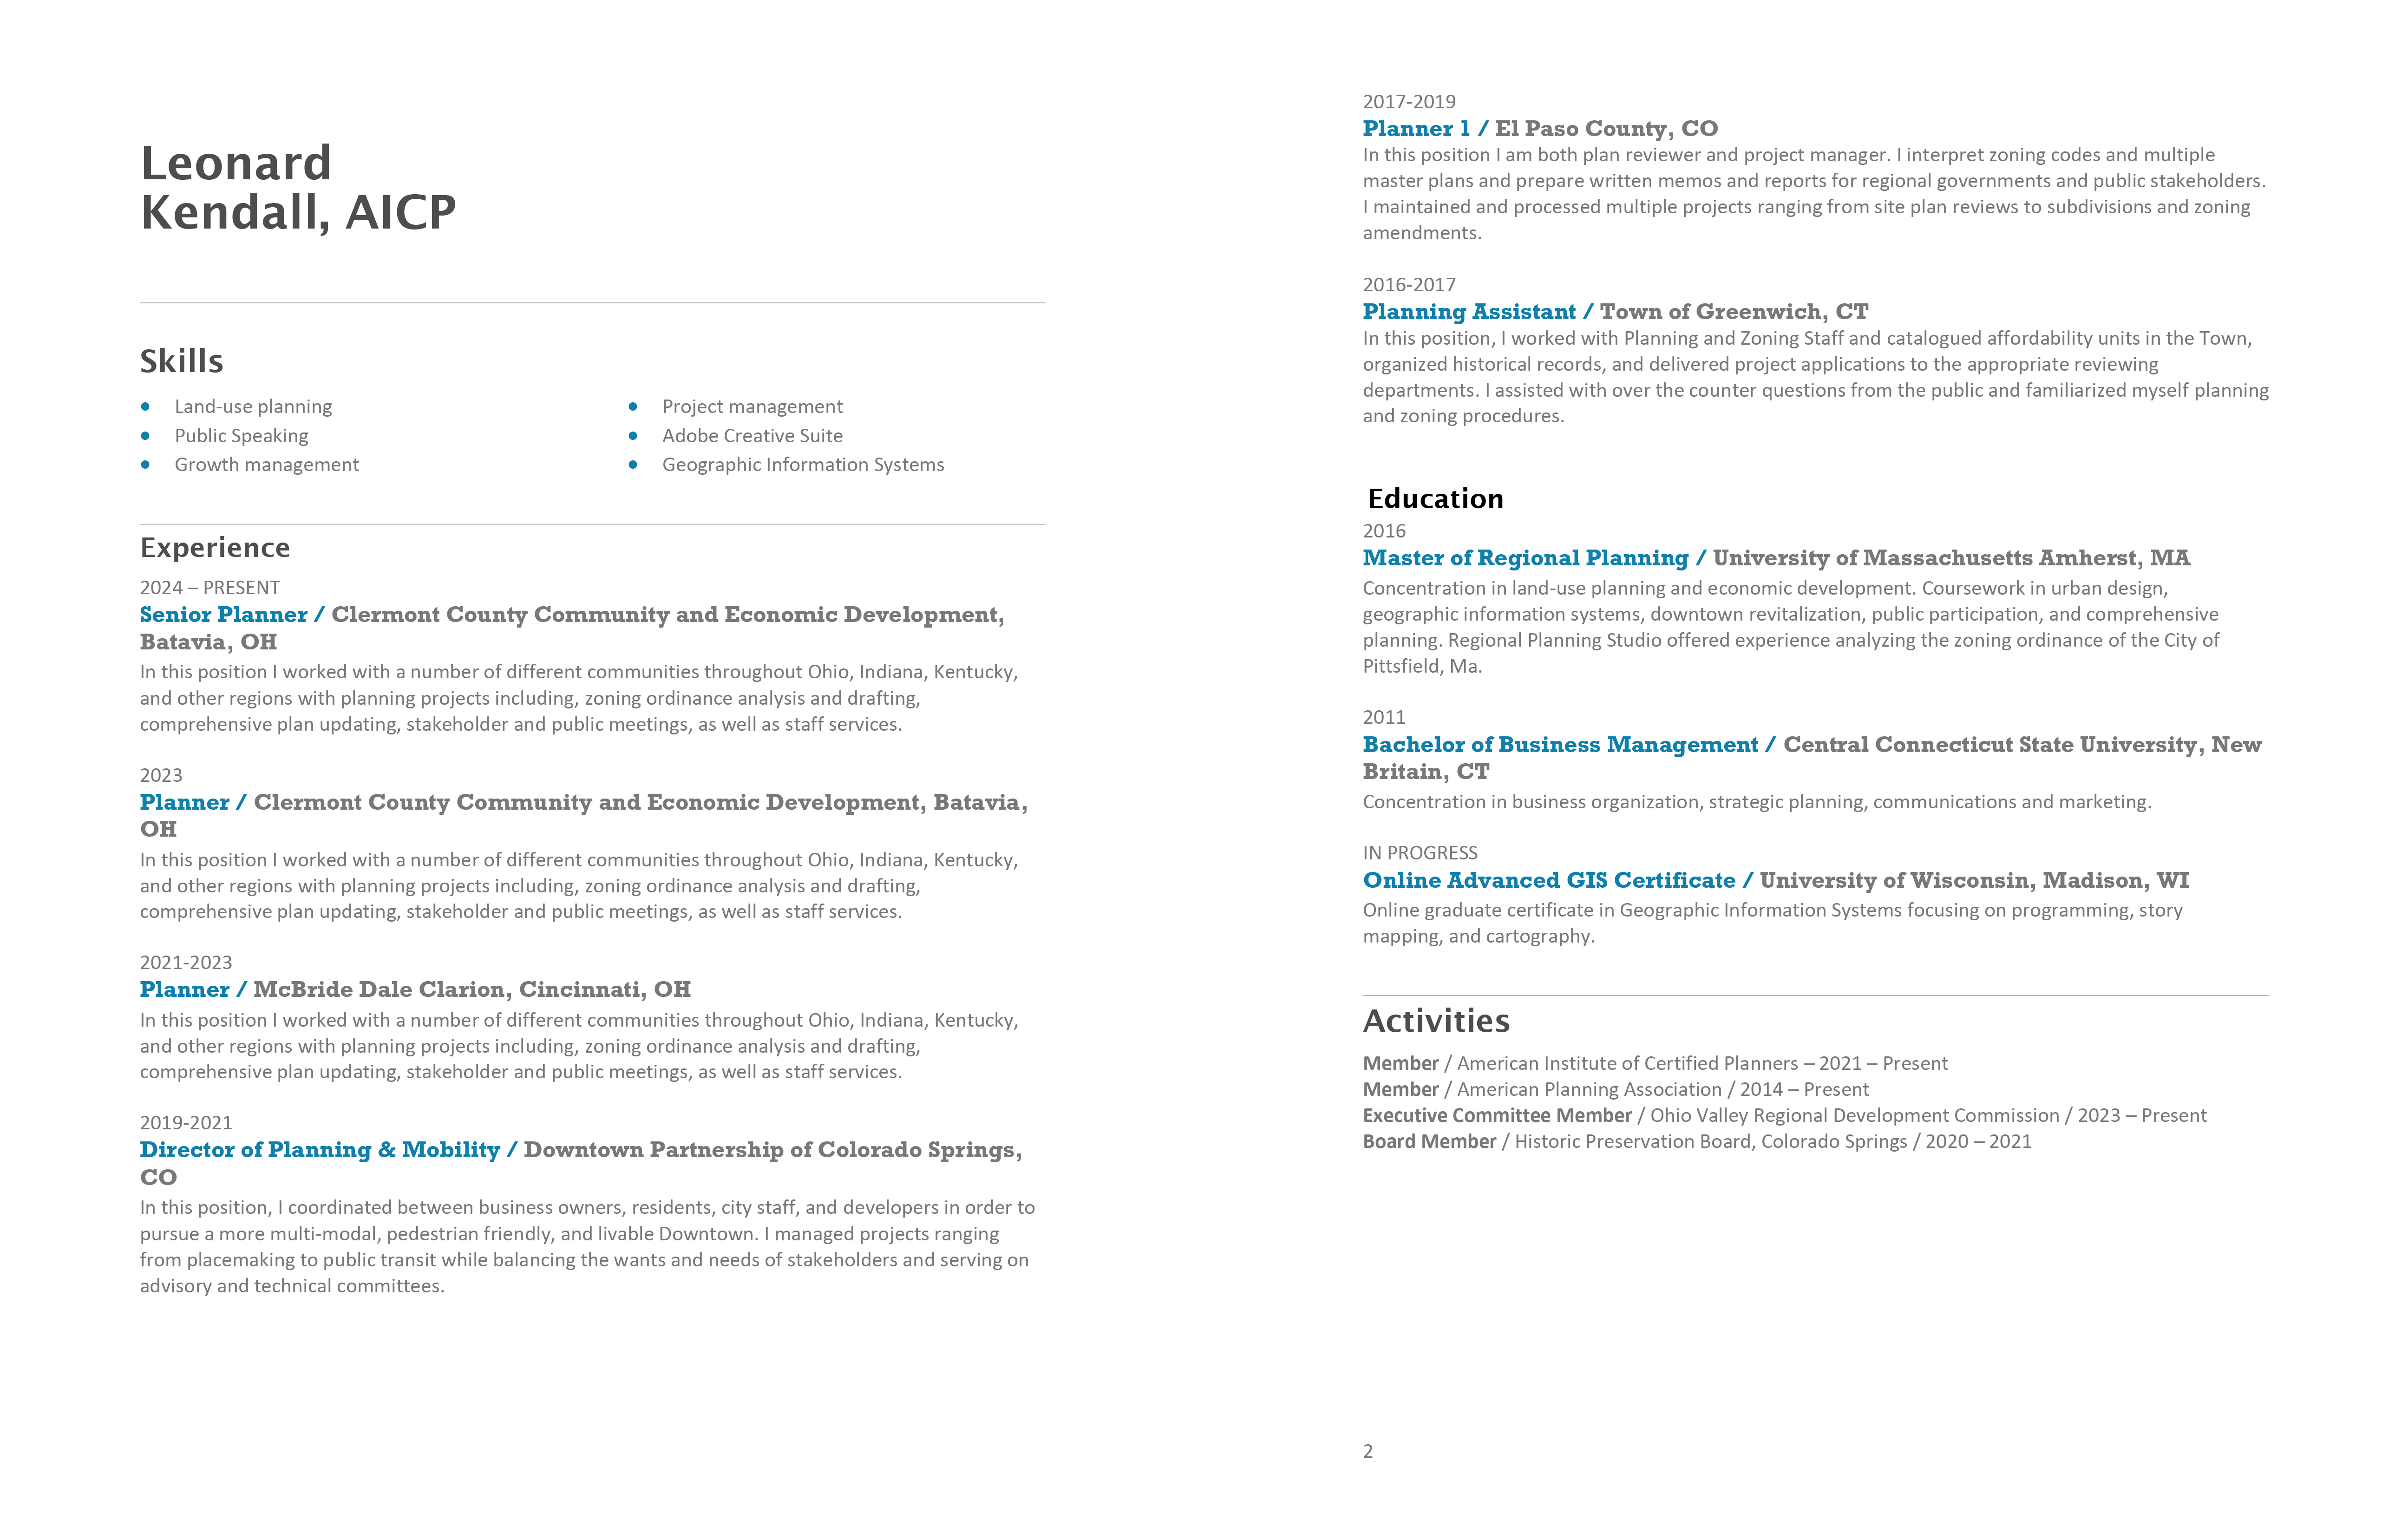 Leonard
Kendall, AICP
Skills
• Land-use planning
• Public Speaking
• Growth management
• Project management
• Adobe Creative Suite
• Geographic Information Systems
Experience
2024 – PRESENT
Senior Planner / Clermont County Community and Economic Development,
Batavia, OH
In this position I worked with a number of different communities throughout Ohio, Indiana, Kentucky,
and other regions with planning projects including, zoning ordinance analysis and drafting,
comprehensive plan updating, stakeholder and public meetings, as well as staff services.
2023
Planner / Clermont County Community and Economic Development, Batavia,
OH
In this position I worked with a number of different communities throughout Ohio, Indiana, Kentucky,
and other regions with planning projects including, zoning ordinance analysis and drafting,
comprehensive plan updating, stakeholder and public meetings, as well as staff services.
2021-2023
Planner / McBride Dale Clarion, Cincinnati, OH
In this position I worked with a number of different communities throughout Ohio, Indiana, Kentucky,
and other regions with planning projects including, zoning ordinance analysis and drafting,
comprehensive plan updating, stakeholder and public meetings, as well as staff services.
2019-2021
Director of Planning & Mobility / Downtown Partnership of Colorado Springs,
CO
In this position, I coordinated between business owners, residents, city staff, and developers in order to
pursue a more multi-modal, pedestrian friendly, and livable Downtown. I managed projects ranging
from placemaking to public transit while balancing the wants and needs of stakeholders and serving on
advisory and technical committees.
2017-2019
Planner 1 / El Paso County, CO
In this position I am both plan reviewer and project manager. I interpret zoning codes and multiple
master plans and prepare written memos and reports for regional governments and public stakeholders.
I maintained and processed multiple projects ranging from site plan reviews to subdivisions and zoning
amendments.
2016-2017
Planning Assistant / Town of Greenwich, CT
In this position, I worked with Planning and Zoning Staff and catalogued affordability units in the Town,
organized historical records, and delivered project applications to the appropriate reviewing
departments. I assisted with over the counter questions from the public and familiarized myself planning
and zoning procedures.
Education
2016
Master of Regional Planning / University of Massachusetts Amherst, MA
Concentration in land-use planning and economic development. Coursework in urban design,
geographic information systems, downtown revitalization, public participation, and comprehensive
planning. Regional Planning Studio offered experience analyzing the zoning ordinance of the City of
Pittsfield, Ma.
2011
Bachelor of Business Management / Central Connecticut State University, New
Britain, CT
Concentration in business organization, strategic planning, communications and marketing.
IN PROGRESS
Online Advanced GIS Certificate / University of Wisconsin, Madison, WI
Online graduate certificate in Geographic Information Systems focusing on programming, story
mapping, and cartography.
Activities
Member / American Institute of Certified Planners – 2021 – Present
Member / American Planning Association / 2014 – Present
Executive Committee Member / Ohio Valley Regional Development Commission / 2023 – Present
Board Member / Historic Preservation Board, Colorado Springs / 2020 – 2021
2